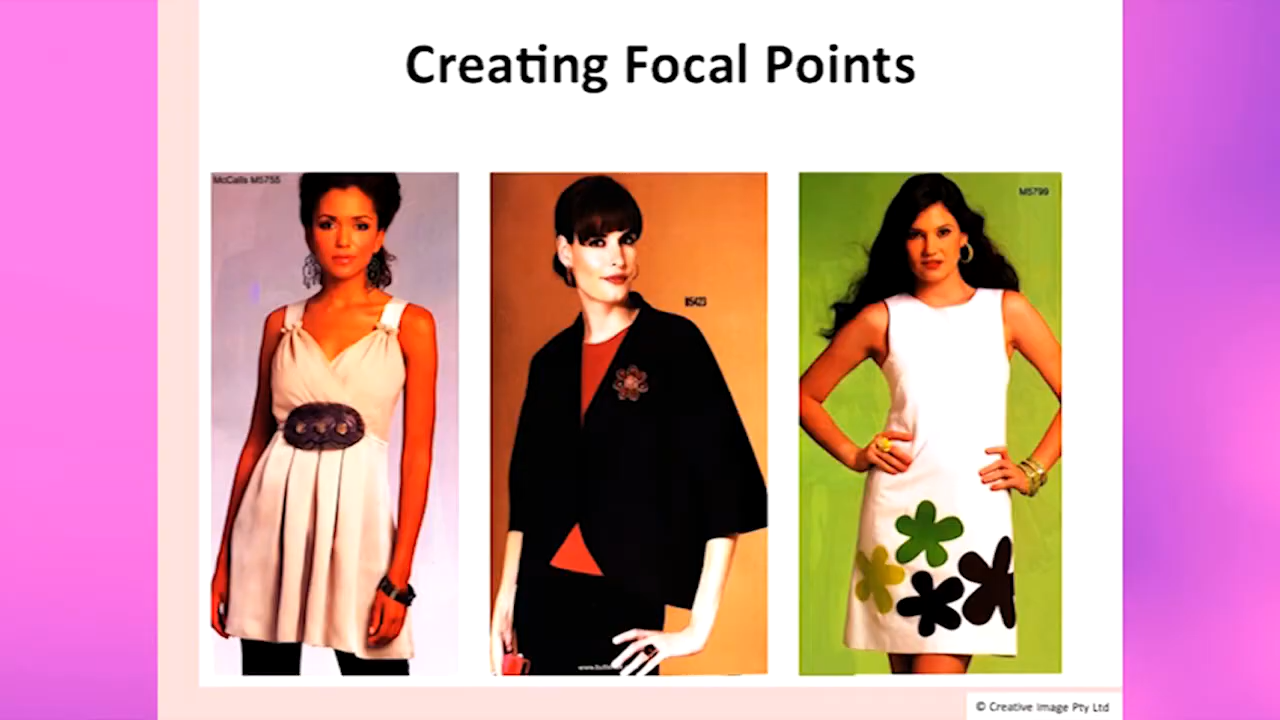 Creating Focal Points
McCalls M5755
B5423
M5799
© Creative Image Pty Ltd